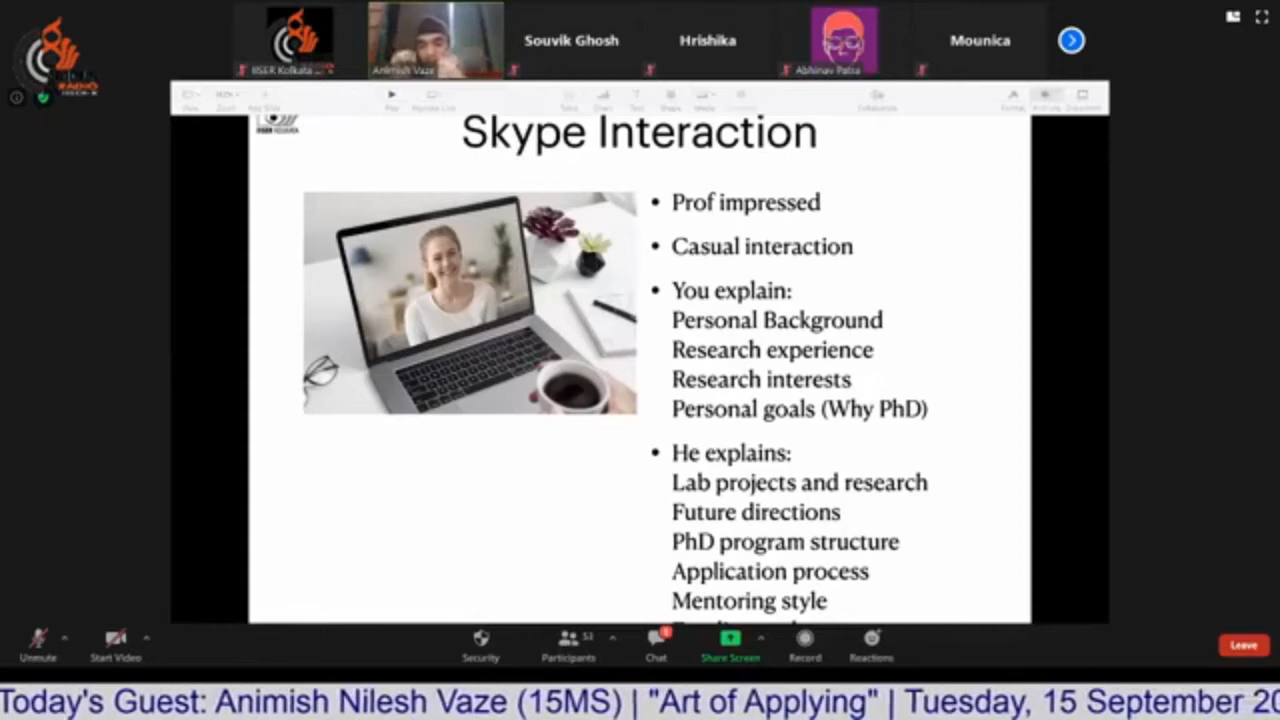 IISER Kolkata
Animish Vaze
Souvik Ghosh
Hrishika
Abhinav Patra
Mounica
RADIO
Skype Interaction
• Prof impressed
• Casual interaction
• You explain:
Personal Background
Research experience
Research interests
Personal goals (Why PhD)
• He explains:
Lab projects and research
Future directions
PhD program structure
Application process
Mentoring style
Unmute
Start Video
Security
53
Participants
Chat
Share Screen
Record
Reactions
Leave
Today's Guest: Animish Nilesh Vaze (15MS) | "Art of Applying" | Tuesday, 15 September 20